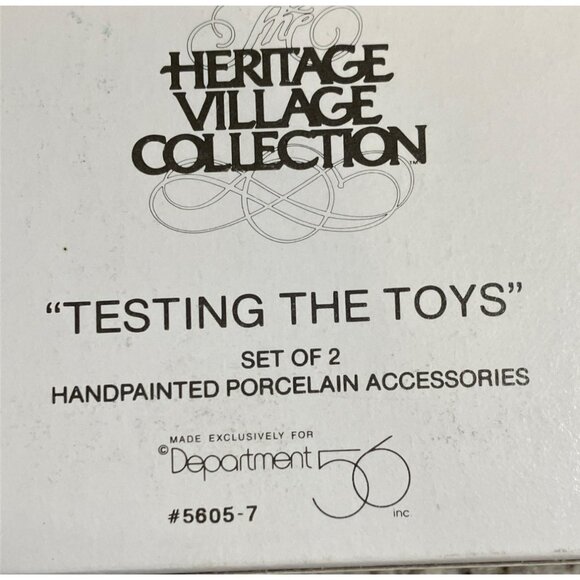 The
HERITAGE
VILLAGE
COLLECTION™
"TESTING THE TOYS"
SET OF 2
HANDPAINTED PORCELAIN ACCESSORIES
MADE EXCLUSIVELY FOR
©Department 56 inc
#5605-7